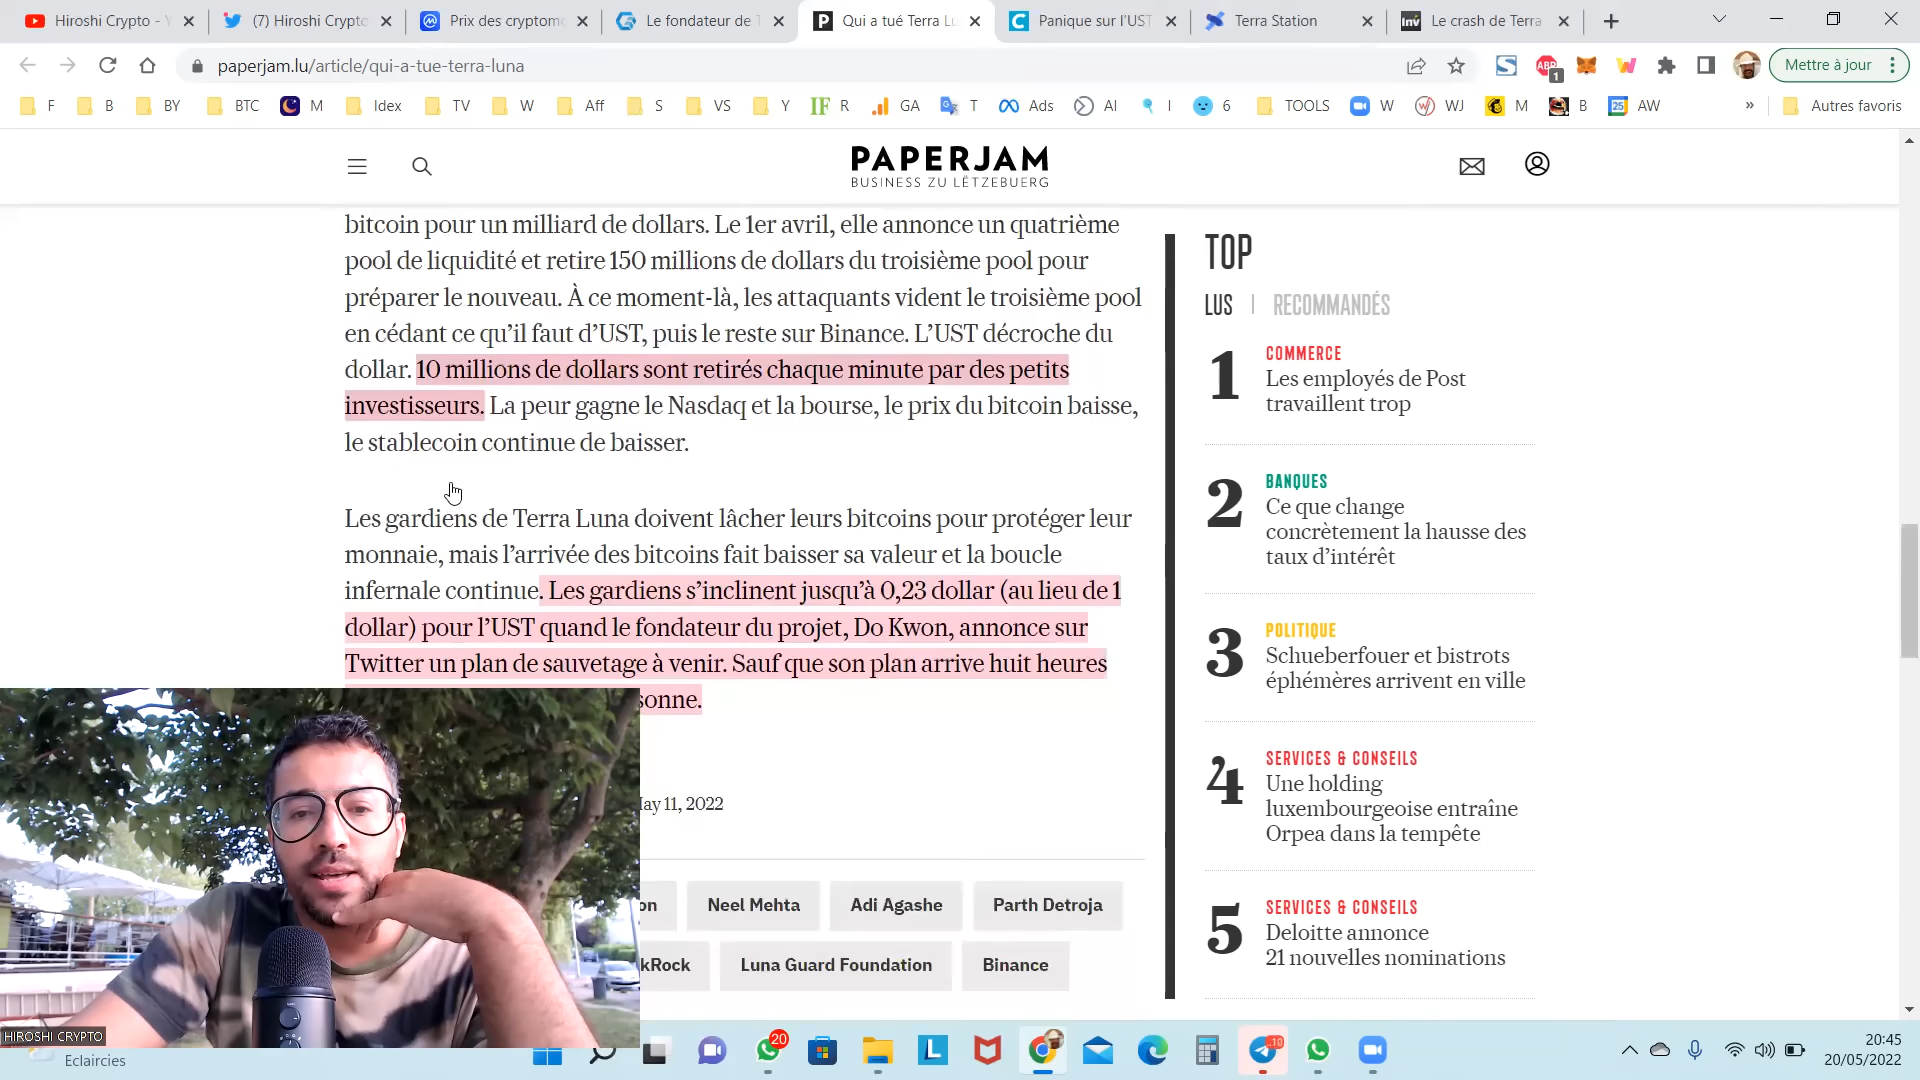 Hiroshi Crypto - Y
(7) Hiroshi Crypto
Prix des cryptomo
Le fondateur de T
Qui a tué Terra Lu
Panique sur l'UST
Terra Station
Le crash de Terra
paperjam.lu/article/qui-a-tue-terra-luna
ABP
1
Mettre à jour
F
B
BY
BTC
M
Idex
TV
W
Aff
S
VS
Y
IF R
GA
T
Ads
AI
I
6
TOOLS
W
WJ
M
B
25
AW
»
Autres favoris
PAPERJAM
BUSINESS ZU LËTZEBUERG
bitcoin pour un milliard de dollars. Le 1er avril, elle annonce un quatrième
pool de liquidité et retire 150 millions de dollars du troisième pool pour
préparer le nouveau. À ce moment-là, les attaquants vident le troisième pool
en cédant ce qu'il faut d'UST, puis le reste sur Binance. L'UST décroche du
dollar. 10 millions de dollars sont retirés chaque minute par des petits
investisseurs. La peur gagne le Nasdaq et la bourse, le prix du bitcoin baisse,
le stablecoin continue de baisser.
Les gardiens de Terra Luna doivent lâcher leurs bitcoins pour protéger leur
monnaie, mais l'arrivée des bitcoins fait baisser sa valeur et la boucle
infernale continue. Les gardiens s'inclinent jusqu'à 0,23 dollar (au lieu de 1
dollar) pour l'UST quand le fondateur du projet, Do Kwon, annonce sur
Twitter un plan de sauvetage à venir. Sauf que son plan arrive huit heures
sonne.
ay 11, 2022
on
Neel Mehta
Adi Agashe
Parth Detroja
kRock
Luna Guard Foundation
Binance
TOP
LUS
RECOMMANDÉS
1
COMMERCE
Les employés de Post
travaillent trop
2
BANQUES
Ce que change
concrètement la hausse des
taux d'intérêt
3
POLITIQUE
Schueberfouer et bistrots
éphémères arrivent en ville
4
SERVICES & CONSEILS
Une holding
luxembourgeoise entraîne
Orpea dans la tempête
5
SERVICES & CONSEILS
Deloitte annonce
21 nouvelles nominations
HIROSHI CRYPTO
Eclaircies
20
L
10
20:45
20/05/2022